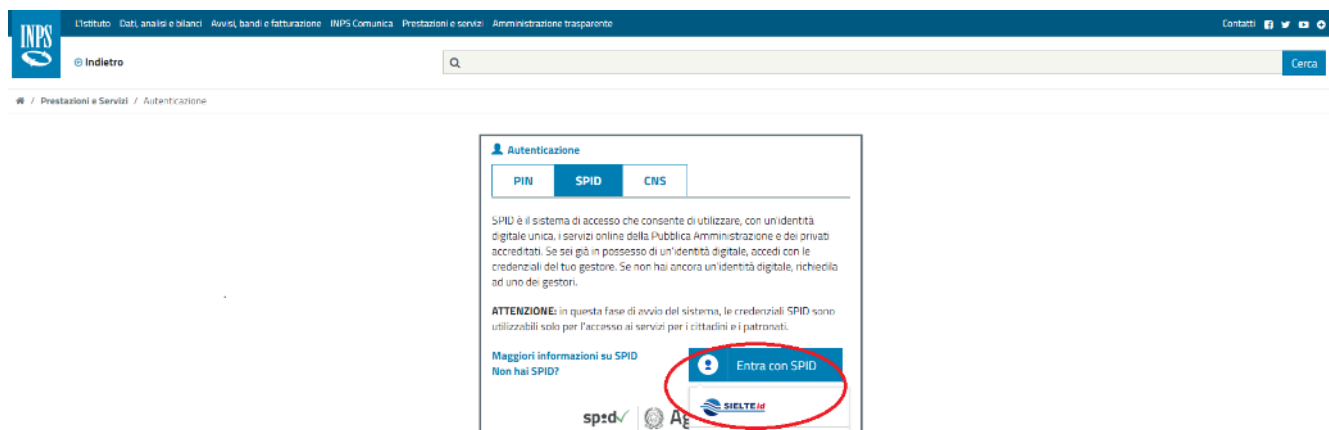 INPS
L'Istituto Dati, analisi e bilanci Avvisi, bandi e fatturazione INPS Comunica Prestazioni e servizi Amministrazione trasparente Contatti
Indietro
Cerca
/ Prestazioni e Servizi / Autenticazione
Autenticazione
PIN SPID CNS
SPID è il sistema di accesso che consente di utilizzare, con un'identità
digitale unica, i servizi online della Pubblica Amministrazione e dei privati
accreditati. Se sei già in possesso di un'identità digitale, accedi con le
credenziali del tuo gestore. Se non hai ancora un'identità digitale, richiedila
ad uno dei gestori.
ATTENZIONE: in questa fase di avvio del sistema, le credenziali SPID sono
utilizzabili solo per l'accesso ai servizi per i cittadini e i patronati.
Maggiori informazioni su SPID
Non hai SPID?
Entra con SPID
SIELTE id
spid